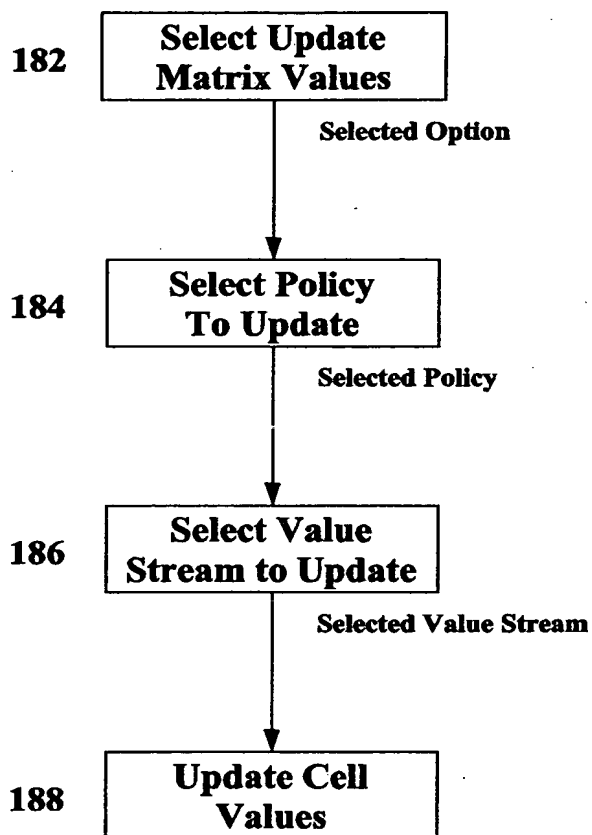 182
Select Update
Matrix Values
Selected Option
184
Select Policy
To Update
Selected Policy
186
Select Value
Stream to Update
Selected Value Stream
188
Update Cell
Values